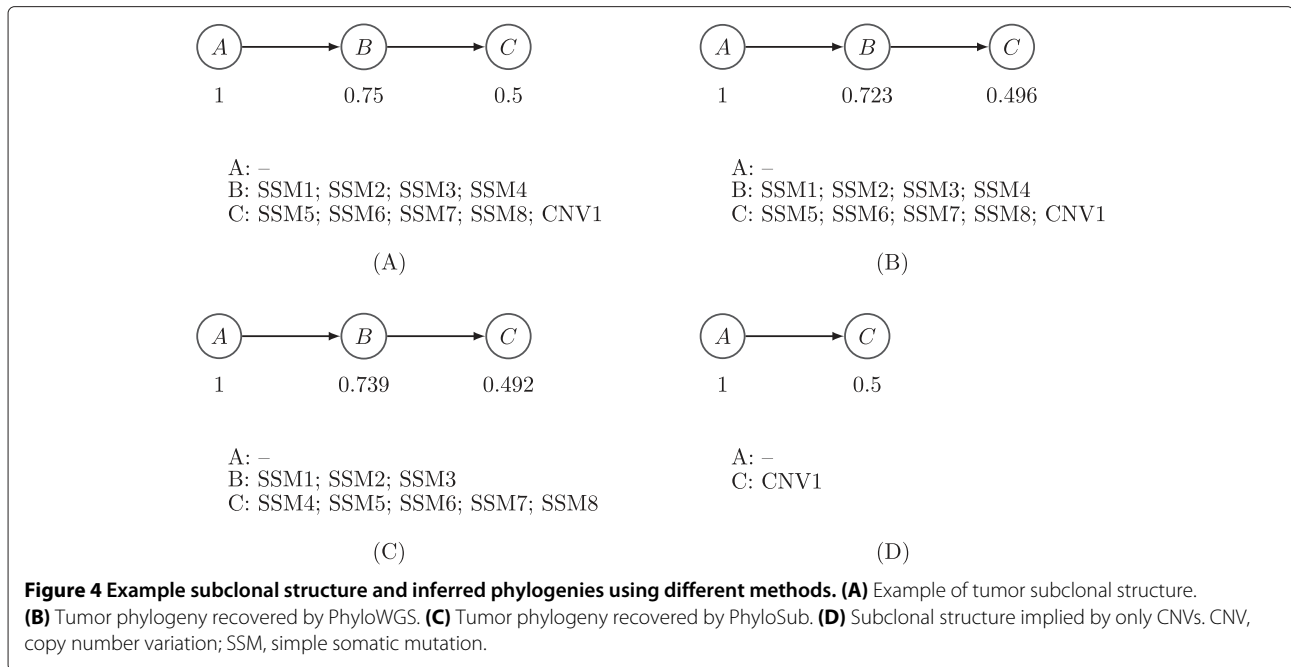 A B C
1 0.75 0.5
A: –
B: SSM1; SSM2; SSM3; SSM4
C: SSM5; SSM6; SSM7; SSM8; CNV1
(A)
A B C
1 0.723 0.496
A: –
B: SSM1; SSM2; SSM3; SSM4
C: SSM5; SSM6; SSM7; SSM8; CNV1
(B)
A B C
1 0.739 0.492
A: –
B: SSM1; SSM2; SSM3
C: SSM4; SSM5; SSM6; SSM7; SSM8
(C)
A C
1 0.5
A: –
C: CNV1
(D)
Figure 4 Example subclonal structure and inferred phylogenies using different methods. (A) Example of tumor subclonal structure.
(B) Tumor phylogeny recovered by PhyloWGS. (C) Tumor phylogeny recovered by PhyloSub. (D) Subclonal structure implied by only CNVs. CNV,
copy number variation; SSM, simple somatic mutation.